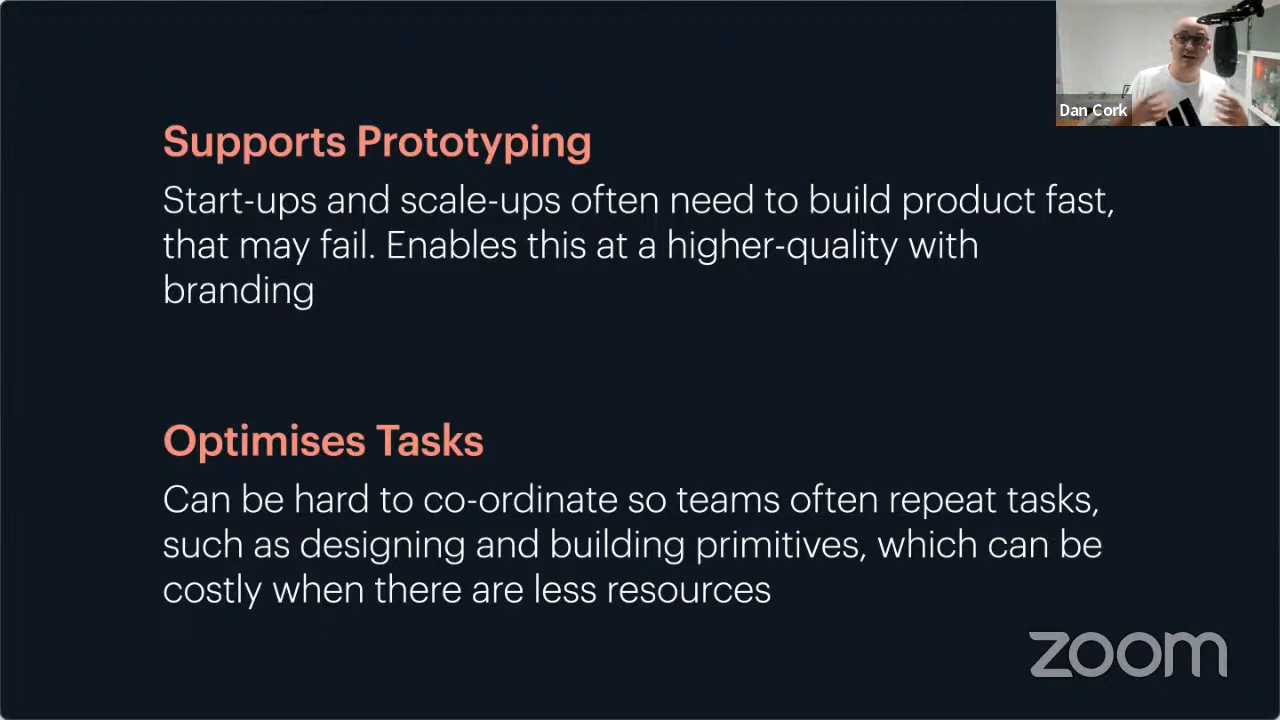 Dan Cork
Supports Prototyping
Start-ups and scale-ups often need to build product fast,
that may fail. Enables this at a higher-quality with
branding
Optimises Tasks
Can be hard to co-ordinate so teams often repeat tasks,
such as designing and building primitives, which can be
costly when there are less resources
zoom